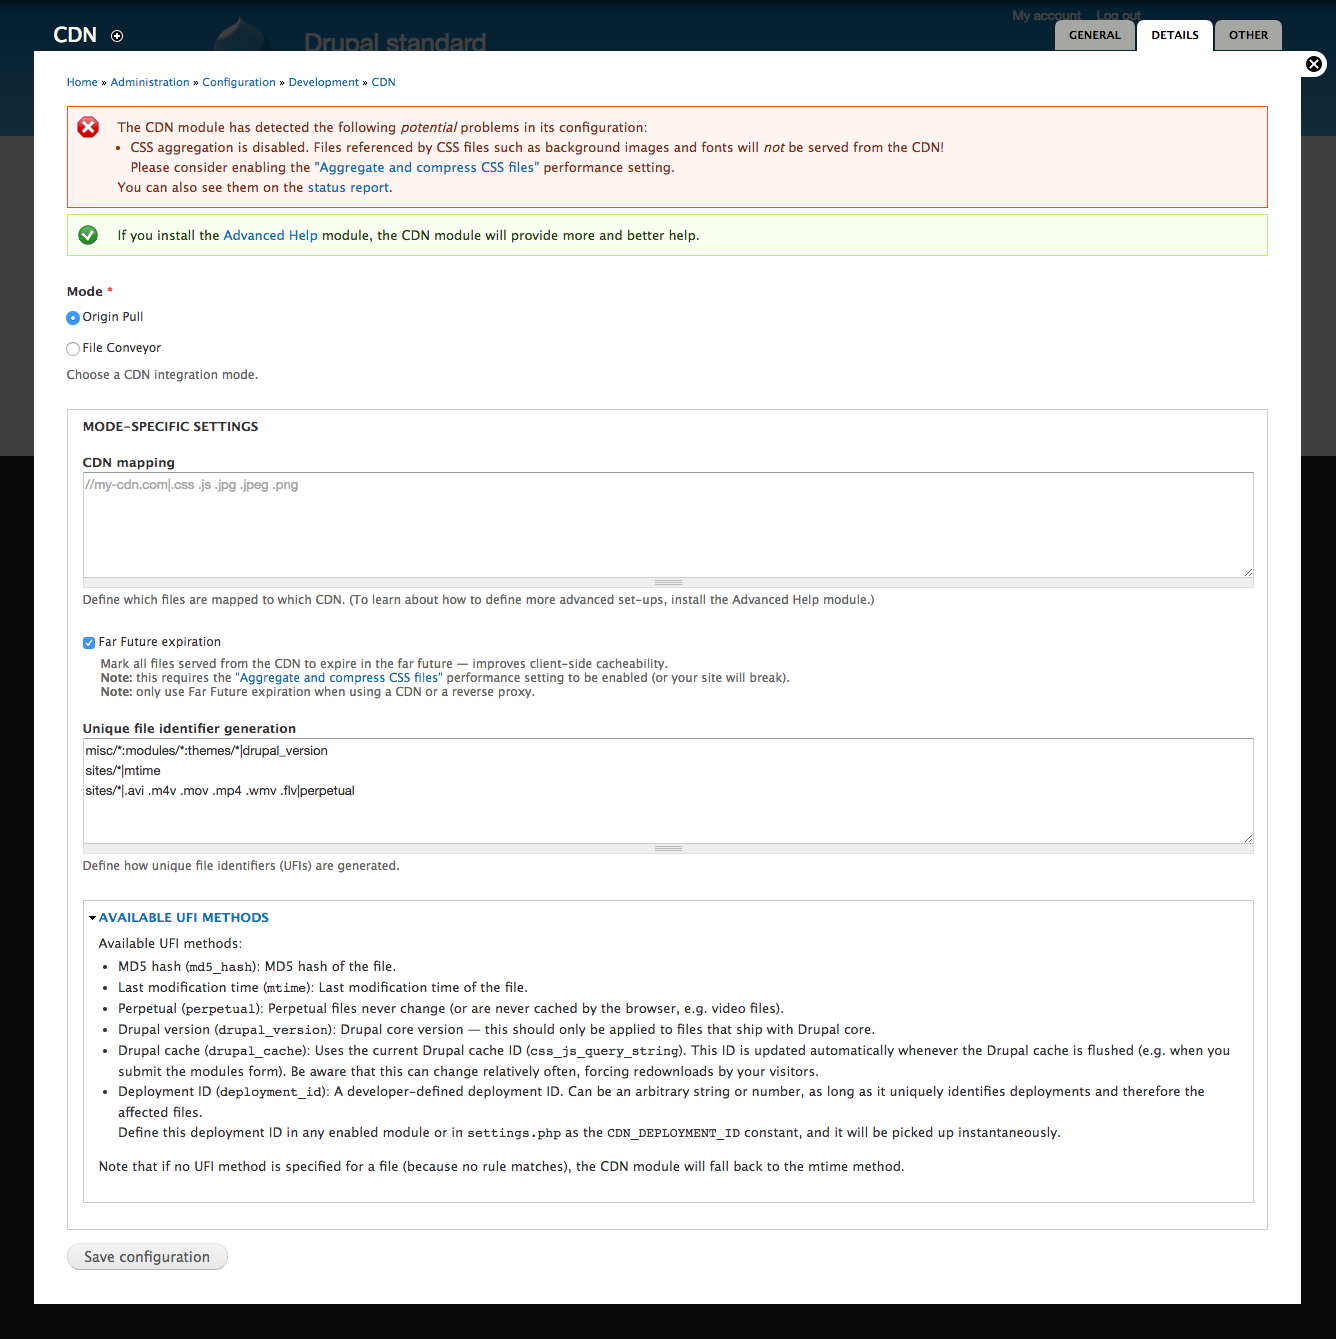 My account Log out
CDN
Drupal standard
GENERAL DETAILS OTHER
Home » Administration » Configuration » Development » CDN
The CDN module has detected the following potential problems in its configuration:
• CSS aggregation is disabled. Files referenced by CSS files such as background images and fonts will not be served from the CDN!
Please consider enabling the "Aggregate and compress CSS files" performance setting.
You can also see them on the status report.
If you install the Advanced Help module, the CDN module will provide more and better help.
Mode *
Origin Pull
File Conveyor
Choose a CDN integration mode.
MODE-SPECIFIC SETTINGS
CDN mapping
//my-cdn.com|.css .js .jpg .jpeg .png
Define which files are mapped to which CDN. (To learn about how to define more advanced set-ups, install the Advanced Help module.)
Far Future expiration
Mark all files served from the CDN to expire in the far future — improves client-side cacheability.
Note: this requires the "Aggregate and compress CSS files" performance setting to be enabled (or your site will break).
Note: only use Far Future expiration when using a CDN or a reverse proxy.
Unique file identifier generation
misc/*:modules/*:themes/*|drupal_version
sites/*|mtime
sites/*|.avi .m4v .mov .mp4 .wmv .flv|perpetual
Define how unique file identifiers (UFIs) are generated.
AVAILABLE UFI METHODS
Available UFI methods:
• MD5 hash (md5_hash): MD5 hash of the file.
• Last modification time (mtime): Last modification time of the file.
• Perpetual (perpetual): Perpetual files never change (or are never cached by the browser, e.g. video files).
• Drupal version (drupal_version): Drupal core version — this should only be applied to files that ship with Drupal core.
• Drupal cache (drupal_cache): Uses the current Drupal cache ID (css_js_query_string). This ID is updated automatically whenever the Drupal cache is flushed (e.g. when you
submit the modules form). Be aware that this can change relatively often, forcing redownloads by your visitors.
• Deployment ID (deployment_id): A developer-defined deployment ID. Can be an arbitrary string or number, as long as it uniquely identifies deployments and therefore the
affected files.
Define this deployment ID in any enabled module or in settings.php as the CDN_DEPLOYMENT_ID constant, and it will be picked up instantaneously.
Note that if no UFI method is specified for a file (because no rule matches), the CDN module will fall back to the mtime method.
Save configuration